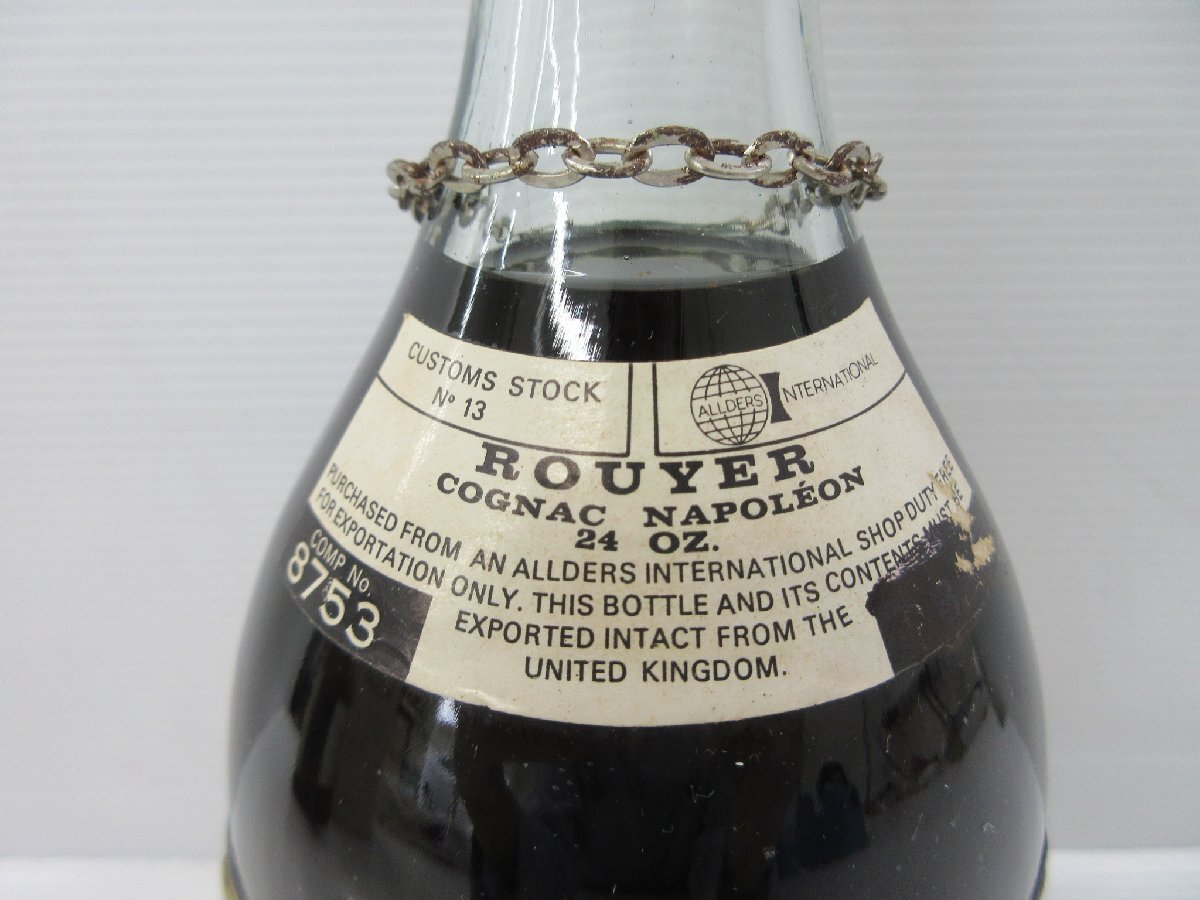 CUSTOMS STOCK
Nº 13
ALLDERS INTERNATIONAL
ROUYER
COGNAC NAPOLÉON
24 OZ.
PURCHASED FROM AN ALLDERS INTERNATIONAL SHOP DUTY FREE
FOR EXPORTATION ONLY. THIS BOTTLE AND ITS CONTENTS MUST BE
EXPORTED INTACT FROM THE
UNITED KINGDOM.
COMP No.
8753